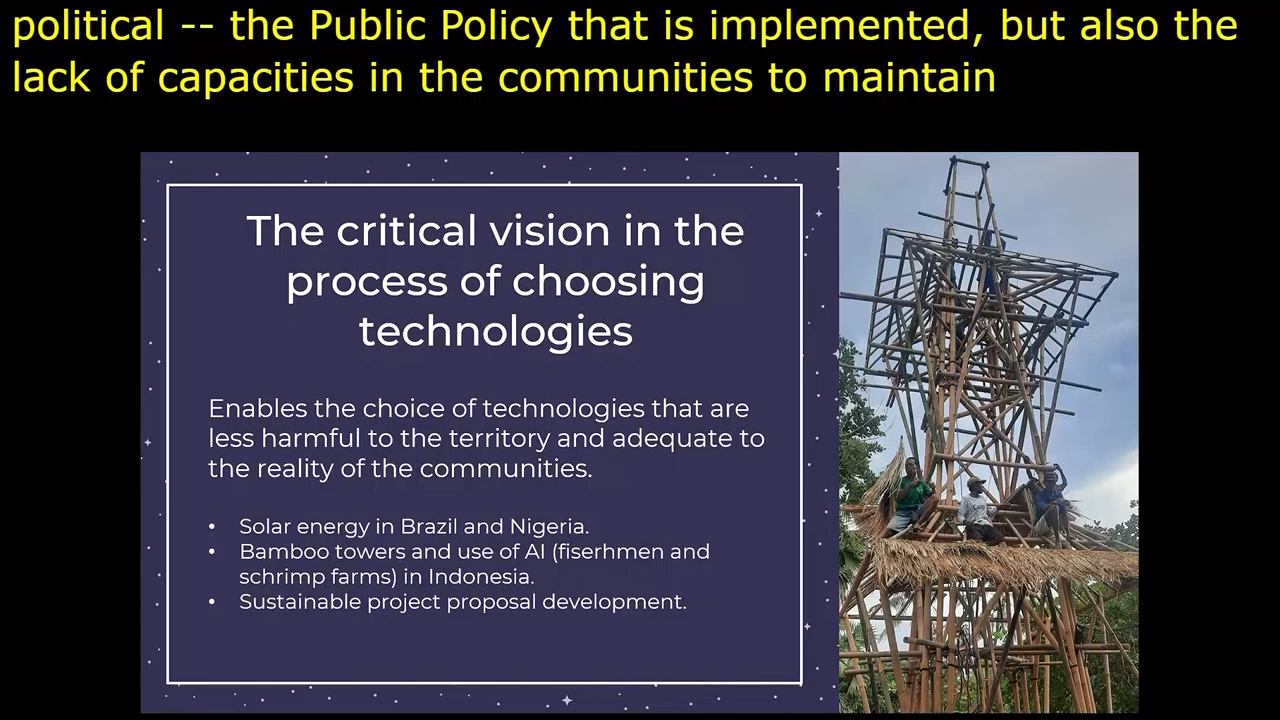 political -- the Public Policy that is implemented, but also the
lack of capacities in the communities to maintain
The critical vision in the
process of choosing
technologies
Enables the choice of technologies that are
less harmful to the territory and adequate to
the reality of the communities.
• Solar energy in Brazil and Nigeria.
• Bamboo towers and use of AI (fiserhmen and
schrimp farms) in Indonesia.
• Sustainable project proposal development.